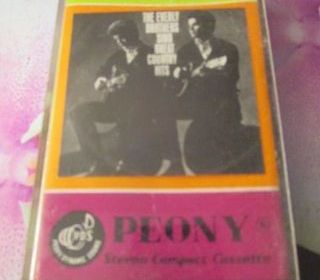 THE EVERLY
BROTHERS
SING
GREAT
COUNTRY
HITS
PEONY
Stereo Compact Cassette